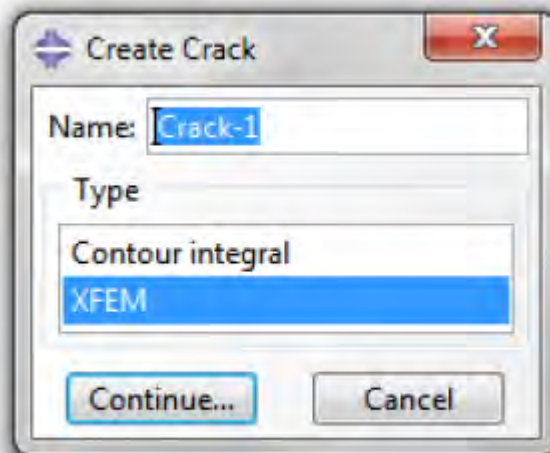 Create Crack
Name: Crack-1
Type
Contour integral
XFEM
Continue... Cancel